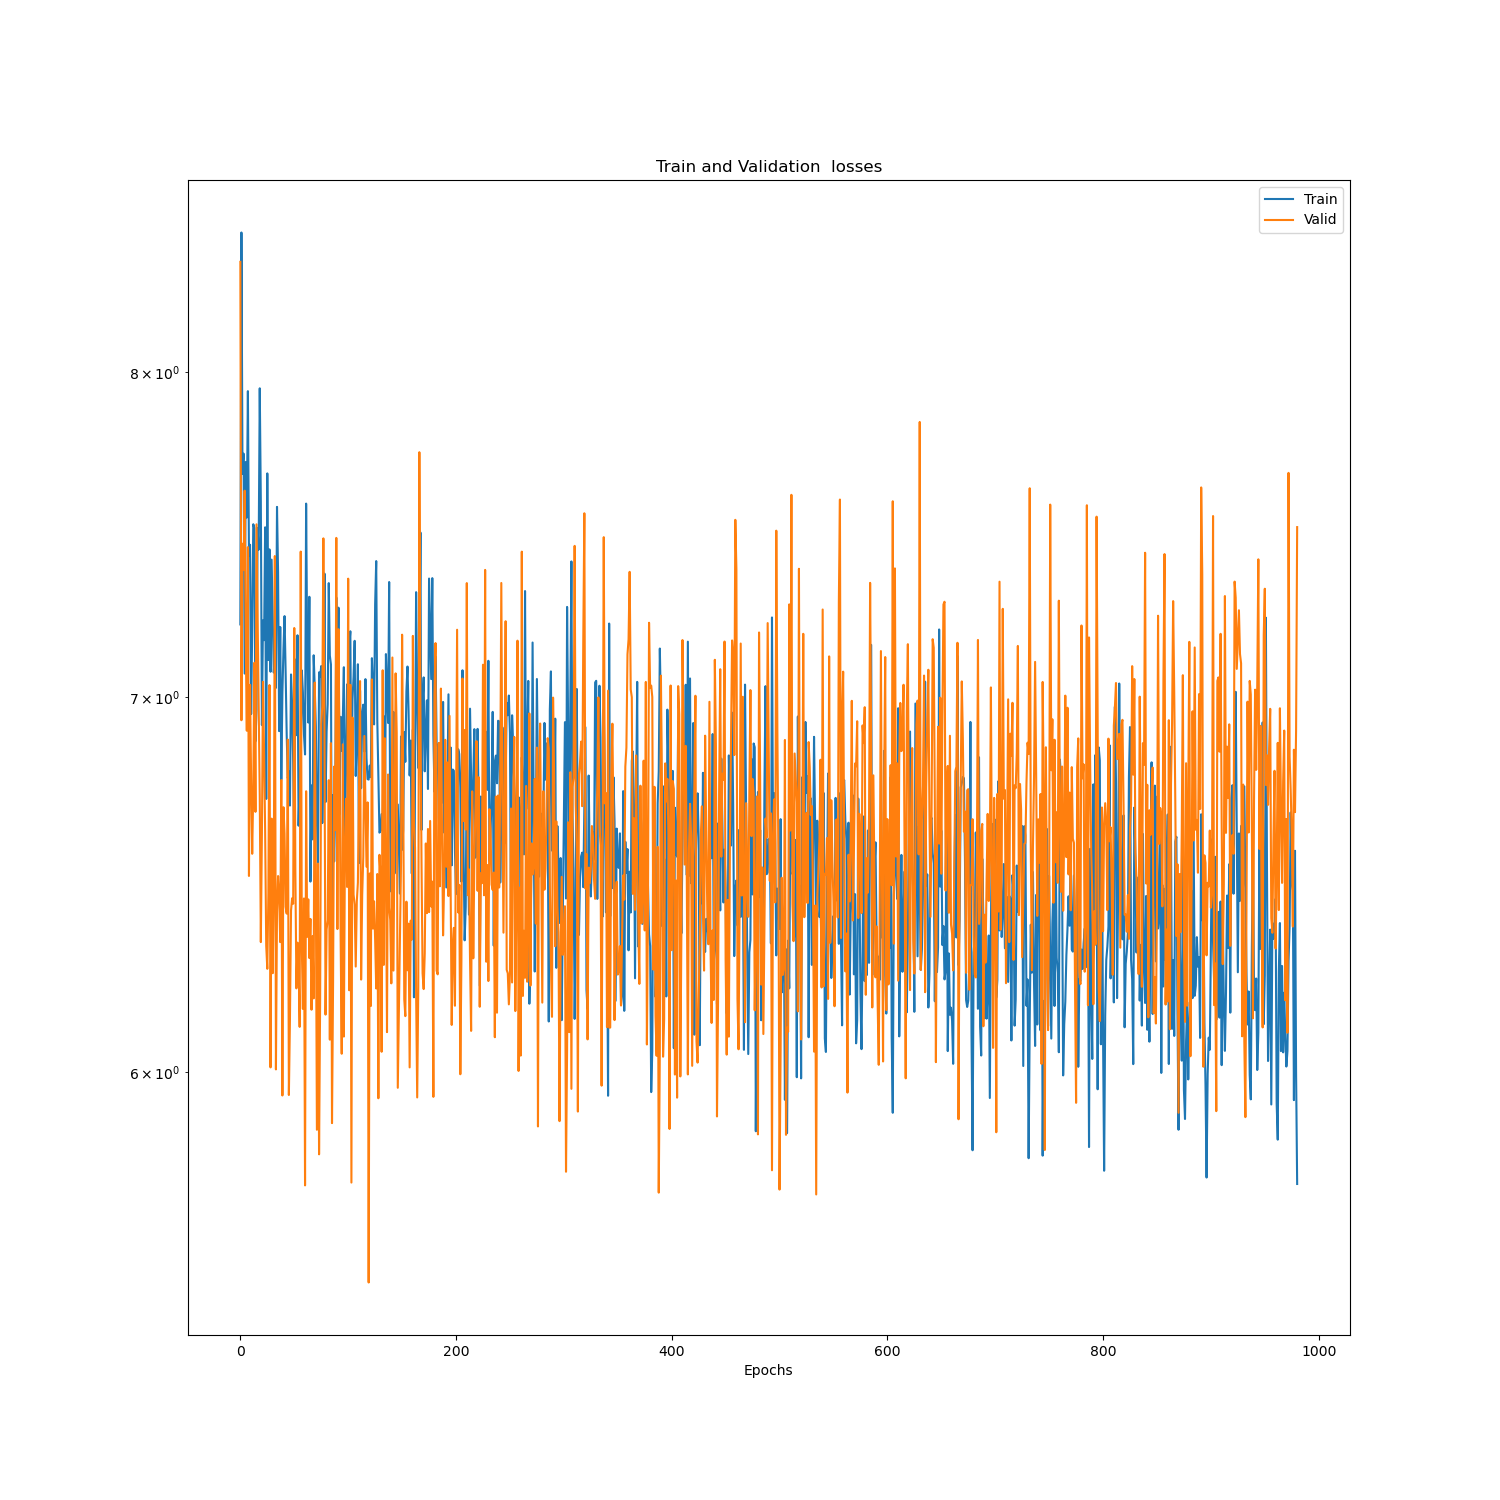 Train and Validation  losses
Train
Valid
8 × 10⁰
7 × 10⁰
6 × 10⁰
0 200 400 600 800 1000
Epochs